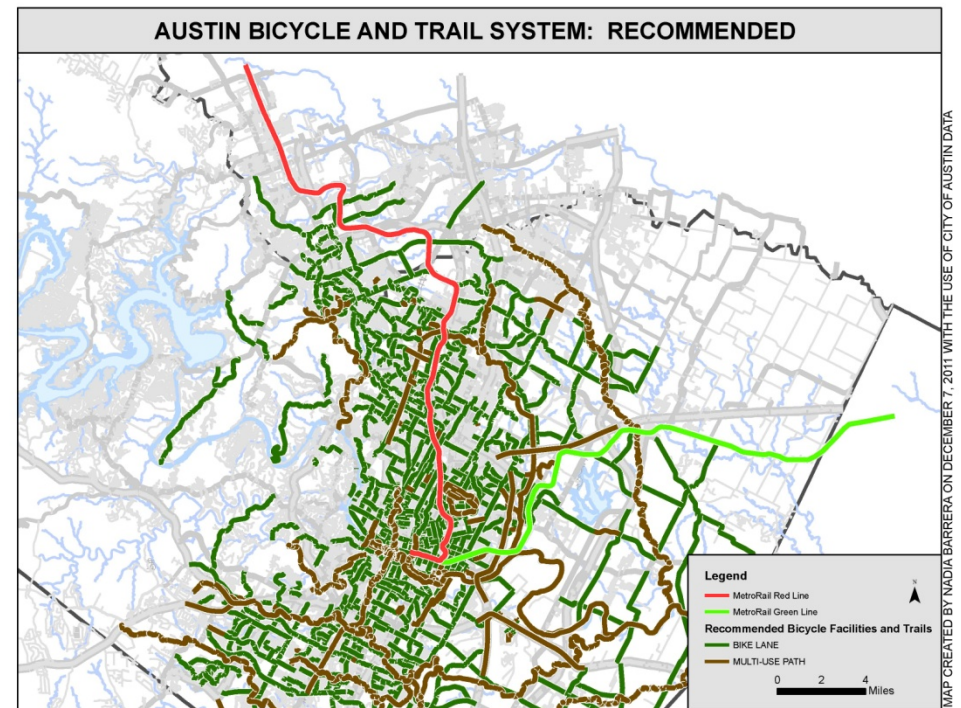 AUSTIN BICYCLE AND TRAIL SYSTEM: RECOMMENDED
MAP CREATED BY NADIA BARRERA ON DECEMBER 7, 2011 WITH THE USE OF CITY OF AUSTIN DATA
Legend
N
MetroRail Red Line
MetroRail Green Line
Recommended Bicycle Facilities and Trails
BIKE LANE
MULTI-USE PATH
0 2 4
Miles